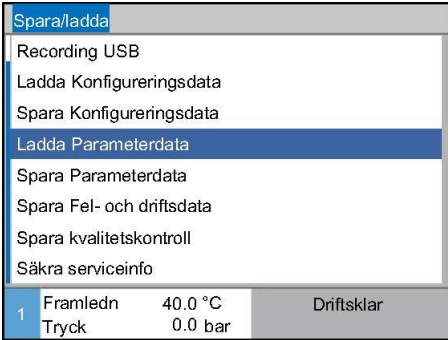 Spara/ladda
Recording USB
Ladda Konfigureringsdata
Spara Konfigureringsdata
Ladda Parameterdata
Spara Parameterdata
Spara Fel- och driftsdata
Spara kvalitetskontroll
Säkra serviceinfo
1 Framledn 40.0 °C Driftsklar
Tryck 0.0 bar